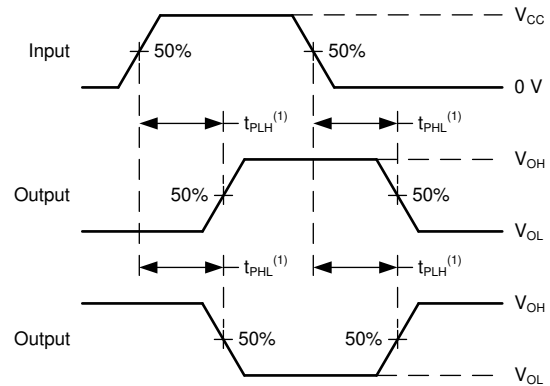 V_CC
Input 50% 50%
0 V
t_PLH^(1) t_PHL^(1)
V_OH
Output 50% 50%
V_OL
t_PHL^(1) t_PLH^(1)
V_OH
Output 50% 50%
V_OL